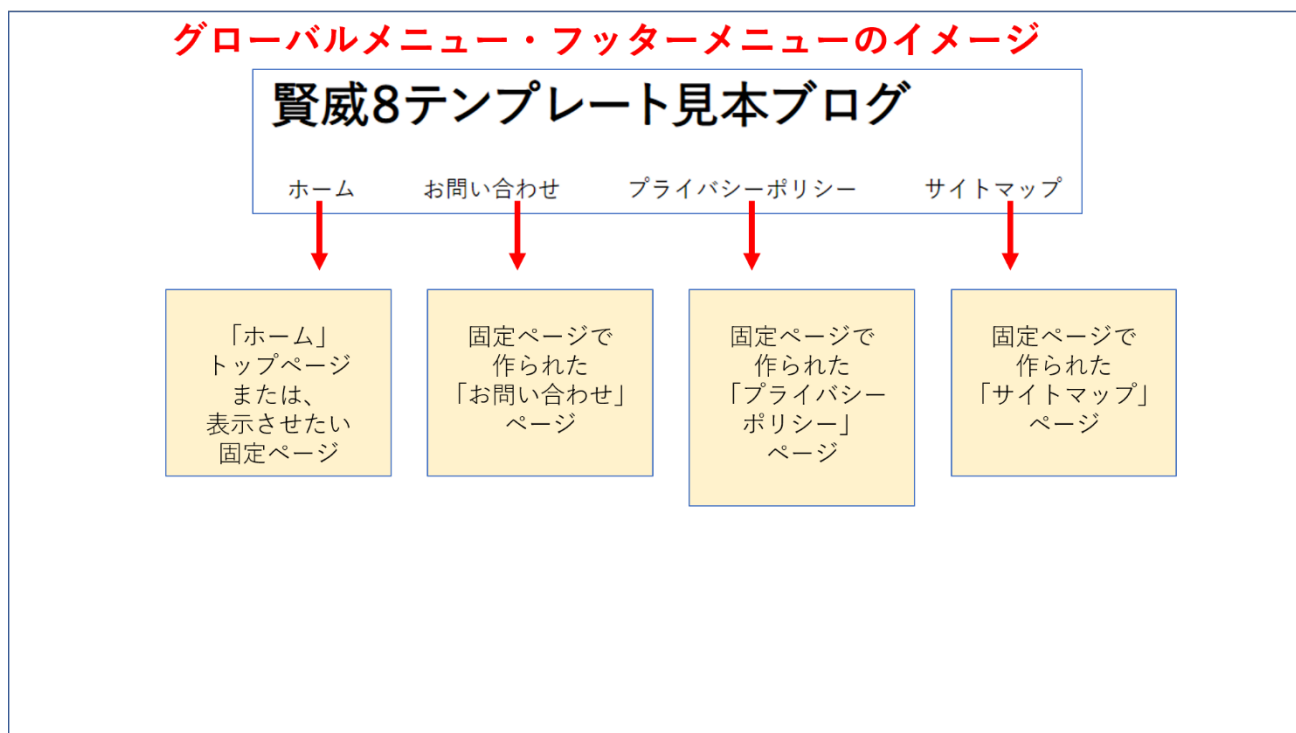 グローバルメニュー・フッターメニューのイメージ
賢威8テンプレート見本ブログ
ホーム お問い合わせ プライバシーポリシー サイトマップ
「ホーム」
トップページ
または、
表示させたい
固定ページ
固定ページで
作られた
「お問い合わせ」
ページ
固定ページで
作られた
「プライバシー
ポリシー」
ページ
固定ページで
作られた
「サイトマップ」
ページ